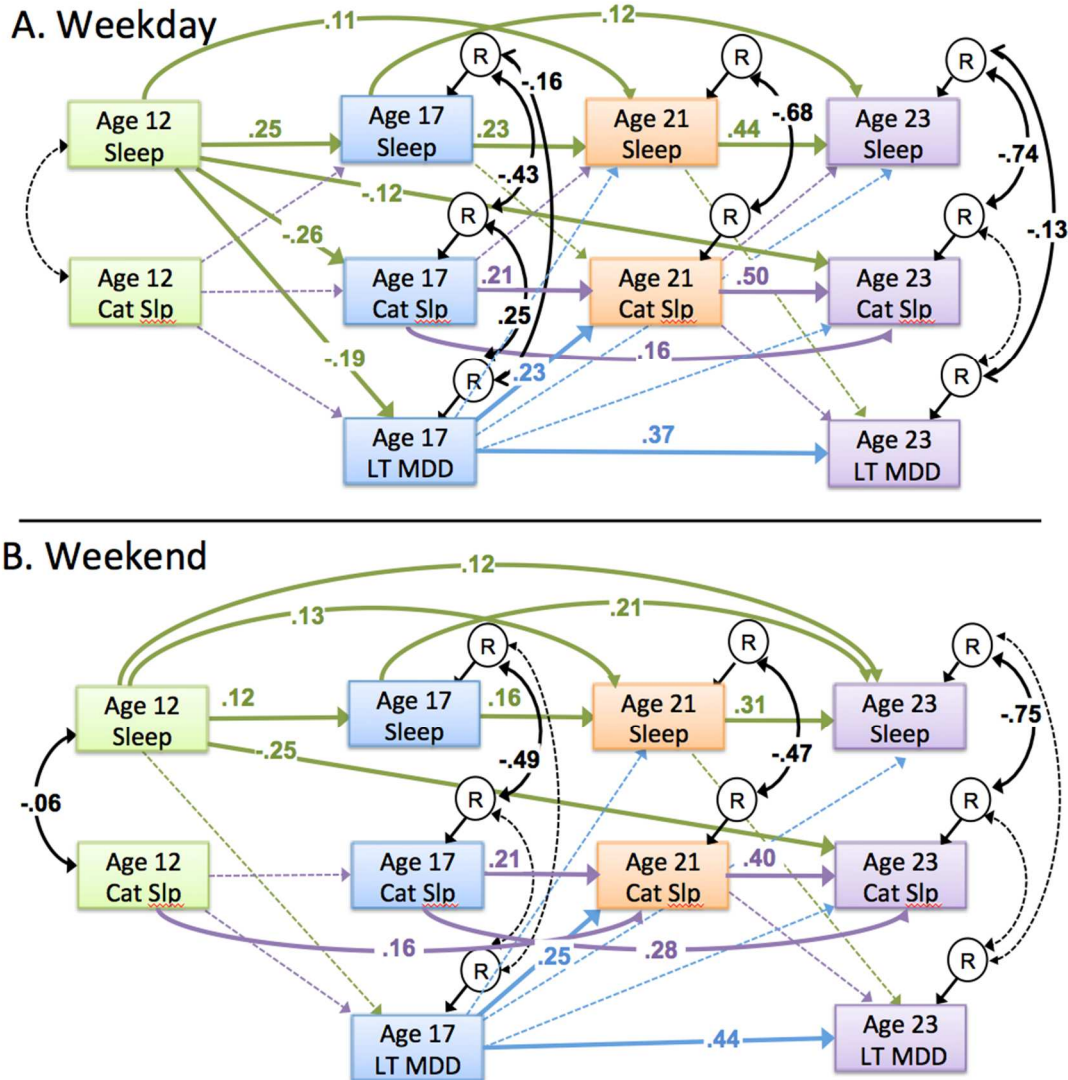 A. Weekday
.11
.12
R
R
R
-.16
Age 12
Sleep
.25
Age 17
Sleep
.23
Age 21
Sleep
.44
Age 23
Sleep
-.68
-.74
-.43
-.12
R
R
R
-.13
-.26
Age 12
Cat Slp
Age 17
Cat Slp
.21
Age 21
Cat Slp
.50
Age 23
Cat Slp
.25
.16
-.19
.23
R
R
Age 17
LT MDD
.37
Age 23
LT MDD
B. Weekend
.12
.13
.21
R
R
R
Age 12
Sleep
.12
Age 17
Sleep
.16
Age 21
Sleep
.31
Age 23
Sleep
-.75
-.25
-.49
-.47
-.06
R
R
R
Age 12
Cat Slp
Age 17
Cat Slp
.21
Age 21
Cat Slp
.40
Age 23
Cat Slp
.16
.25
.28
R
R
Age 17
LT MDD
.44
Age 23
LT MDD